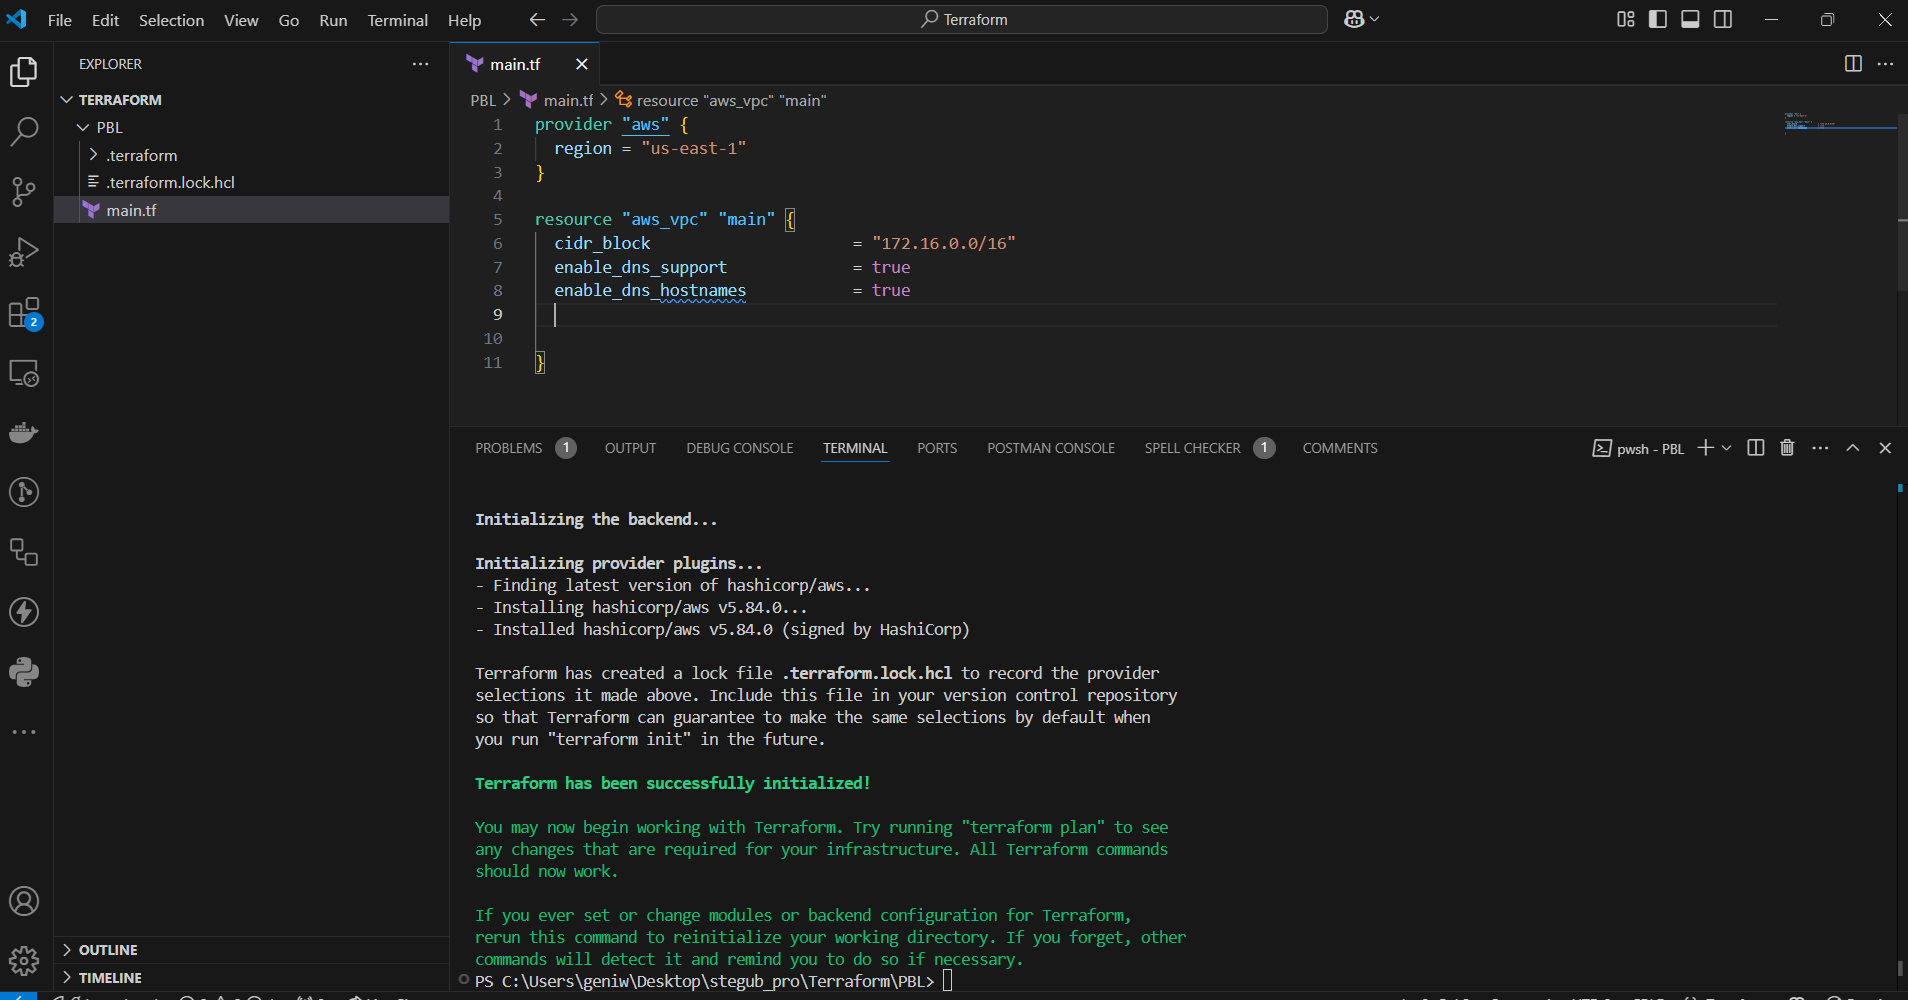 File Edit Selection View Go Run Terminal Help
Terraform
EXPLORER
TERRAFORM
PBL
.terraform
.terraform.lock.hcl
main.tf
OUTLINE
TIMELINE
2
main.tf
PBL > main.tf > resource "aws_vpc" "main"
1 provider "aws" {
2 region = "us-east-1"
3 }
4
5 resource "aws_vpc" "main" {
6 cidr_block = "172.16.0.0/16"
7 enable_dns_support = true
8 enable_dns_hostnames = true
9
10
11 }
PROBLEMS 1 OUTPUT DEBUG CONSOLE TERMINAL PORTS POSTMAN CONSOLE SPELL CHECKER 1 COMMENTS
pwsh - PBL
Initializing the backend...
Initializing provider plugins...
- Finding latest version of hashicorp/aws...
- Installing hashicorp/aws v5.84.0...
- Installed hashicorp/aws v5.84.0 (signed by HashiCorp)
Terraform has created a lock file .terraform.lock.hcl to record the provider
selections it made above. Include this file in your version control repository
so that Terraform can guarantee to make the same selections by default when
you run "terraform init" in the future.
Terraform has been successfully initialized!
You may now begin working with Terraform. Try running "terraform plan" to see
any changes that are required for your infrastructure. All Terraform commands
should now work.
If you ever set or change modules or backend configuration for Terraform,
rerun this command to reinitialize your working directory. If you forget, other
commands will detect it and remind you to do so if necessary.
PS C:\Users\geniw\Desktop\stegub_pro\Terraform\PBL>